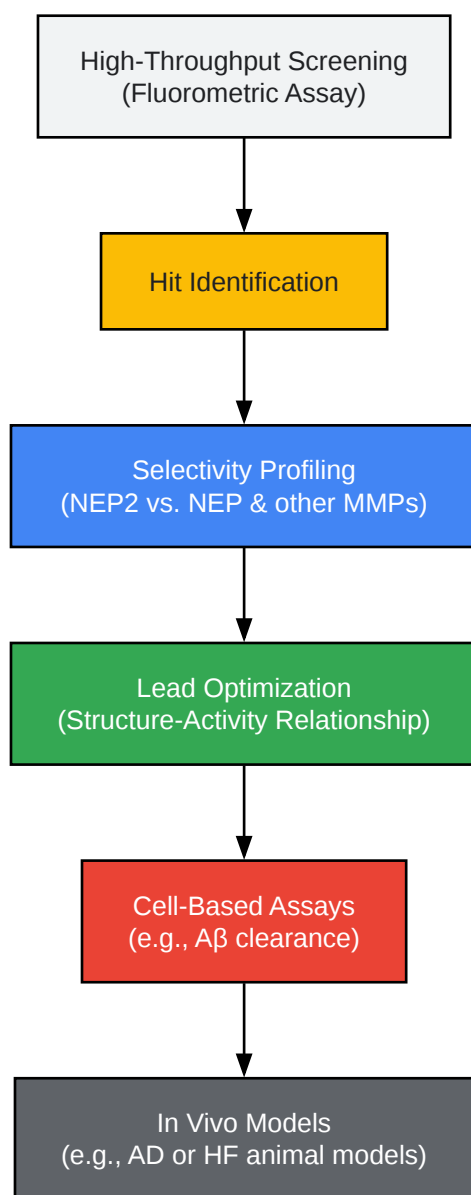 High-Throughput Screening
(Fluorometric Assay)
Hit Identification
Selectivity Profiling
(NEP2 vs. NEP & other MMPs)
Lead Optimization
(Structure-Activity Relationship)
Cell-Based Assays
(e.g., Aβ clearance)
In Vivo Models
(e.g., AD or HF animal models)